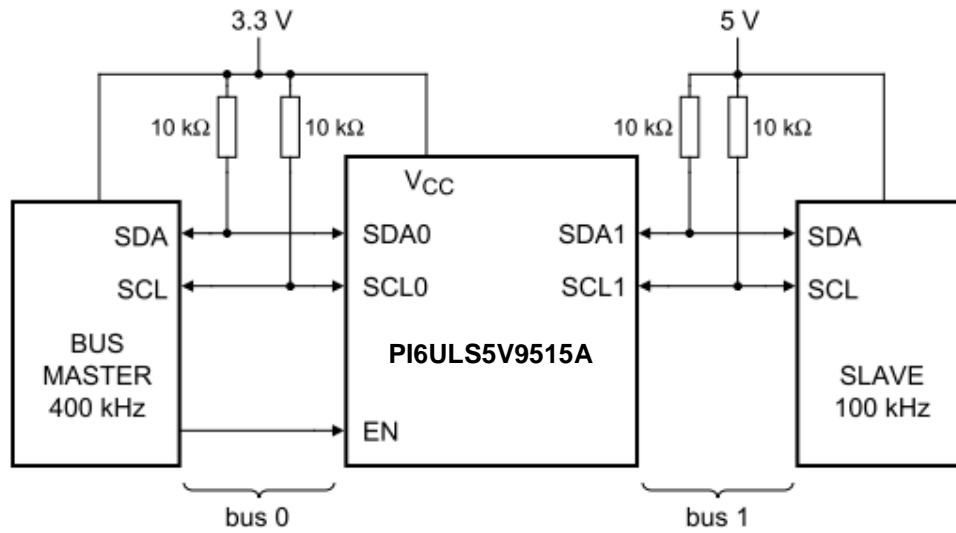 3.3 V
5 V
10 kΩ
10 kΩ
10 kΩ
10 kΩ
VCC
SDA
SDA0
SDA1
SDA
SCL
SCL0
SCL1
SCL
BUS
MASTER
400 kHz
PI6ULS5V9515A
SLAVE
100 kHz
EN
bus 0
bus 1